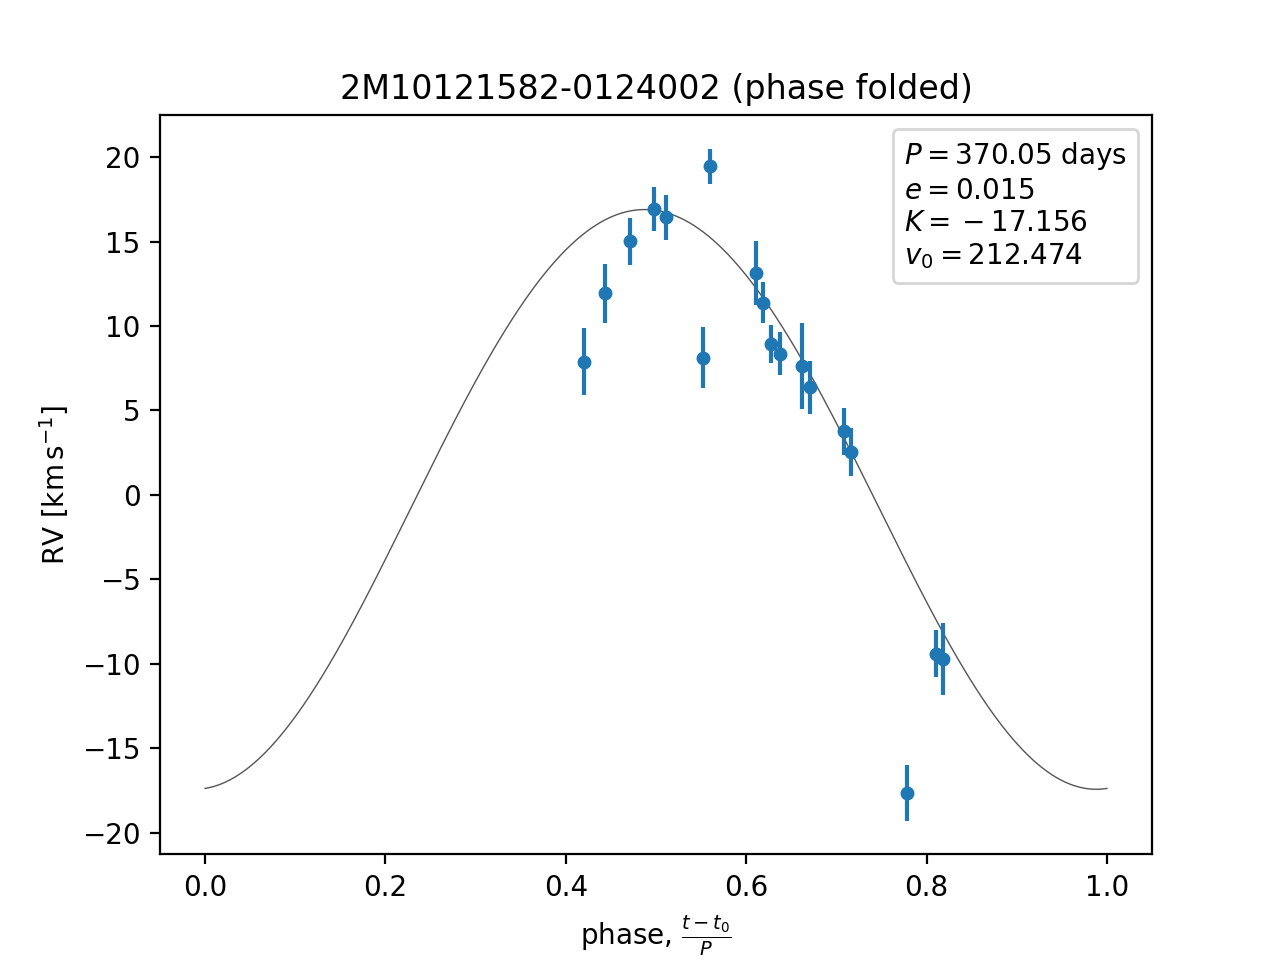 2M10121582-0124002 (phase folded)
P = 370.05 days
e = 0.015
K = −17.156
v₀ = 212.474
20
15
10
5
0
−5
−10
−15
−20
RV [km s⁻¹]
0.0 0.2 0.4 0.6 0.8 1.0
phase, (t − t₀)/P